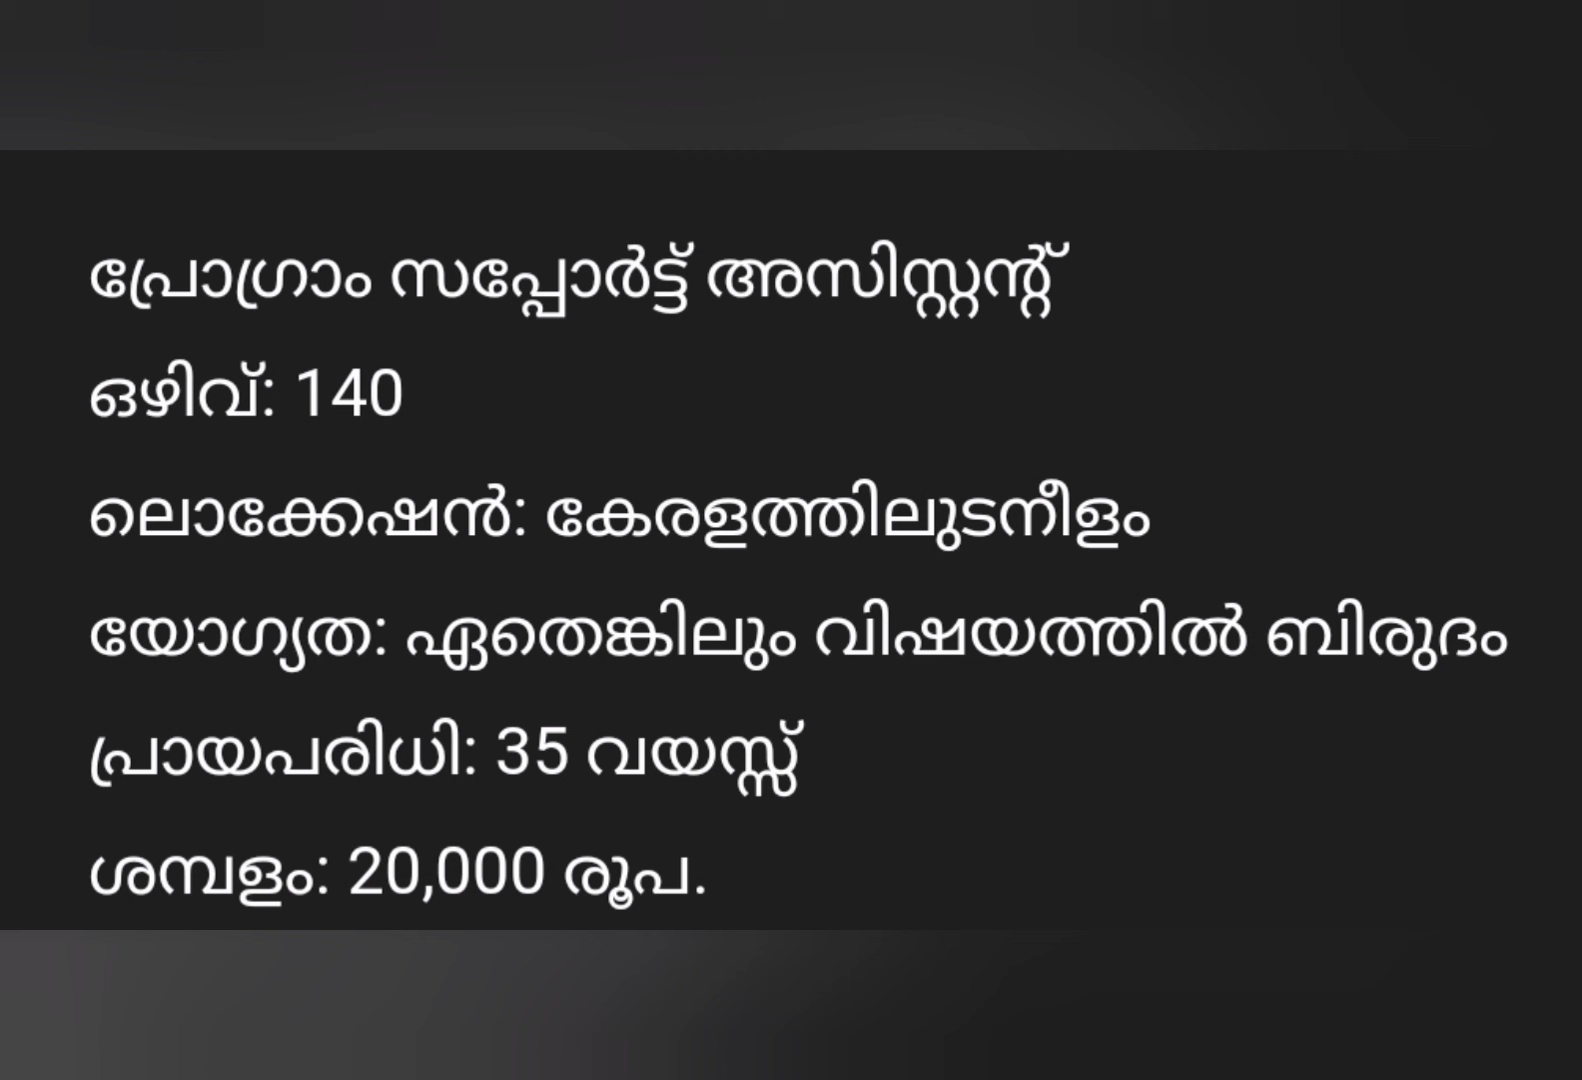 പ്രോഗ്രാം സപ്പോർട്ട് അസിസ്റ്റന്റ്
ഒഴിവ്: 140
ലൊക്കേഷൻ: കേരളത്തിലുടനീളം
യോഗ്യത: ഏതെങ്കിലും വിഷയത്തിൽ ബിരുദം
പ്രായപരിധി: 35 വയസ്സ്
ശമ്പളം: 20,000 രൂപ.